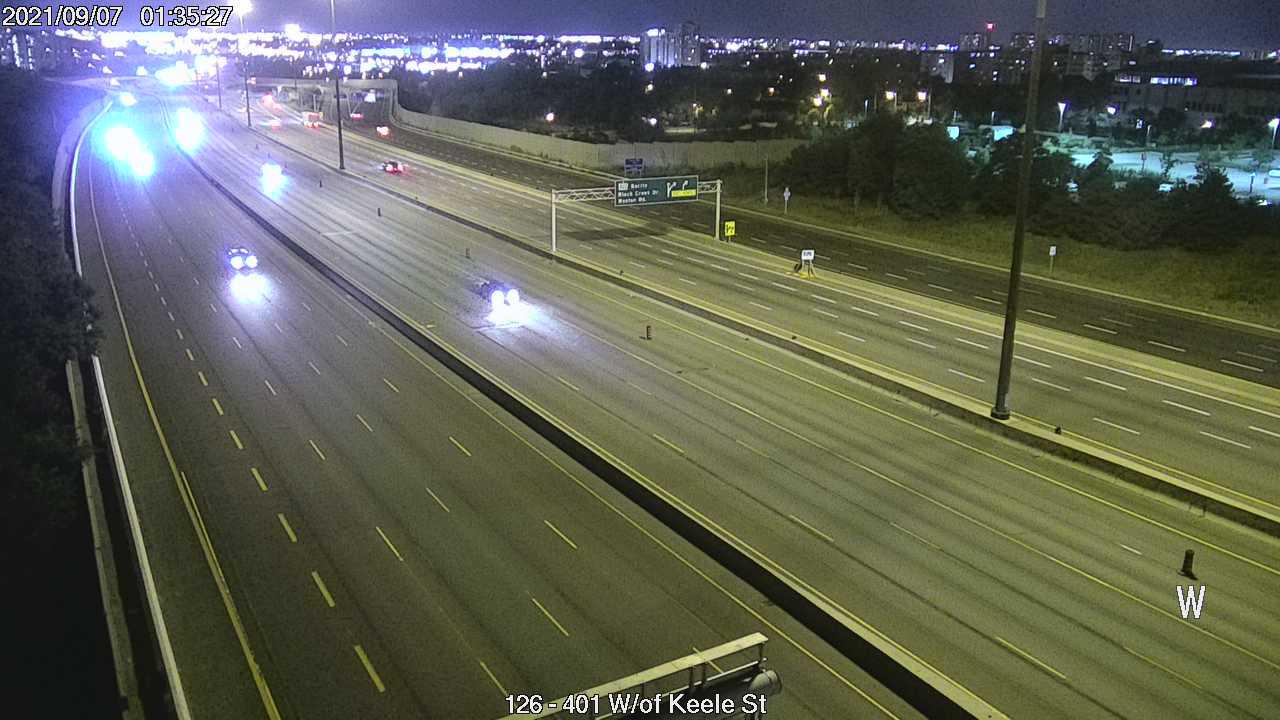 2021/09/07 01:35:27
Barrie
Black Creek Dr
Weston Rd.
W
126 - 401 W/of Keele St